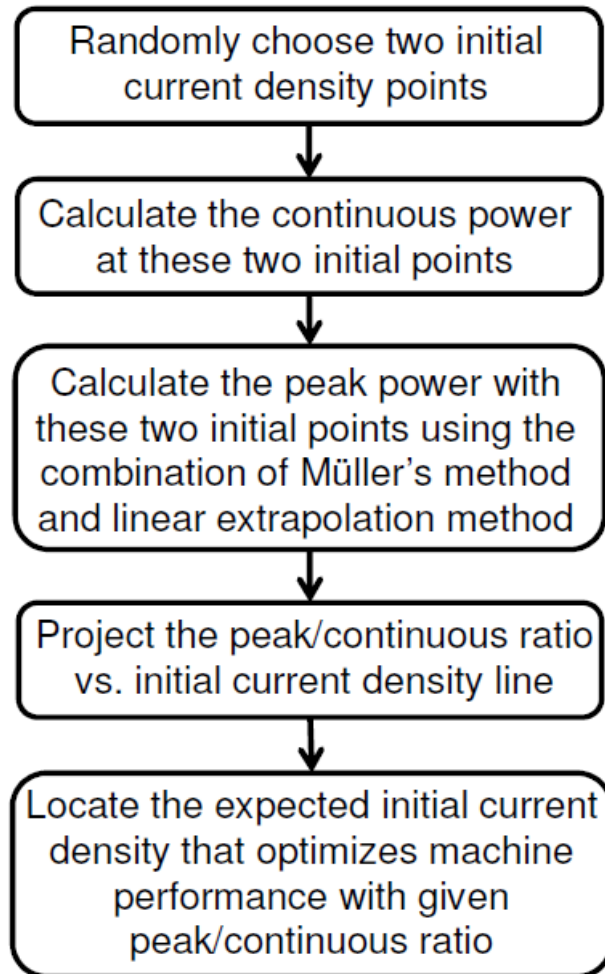 Randomly choose two initial
current density points
Calculate the continuous power
at these two initial points
Calculate the peak power with
these two initial points using the
combination of Müller's method
and linear extrapolation method
Project the peak/continuous ratio
vs. initial current density line
Locate the expected initial current
density that optimizes machine
performance with given
peak/continuous ratio